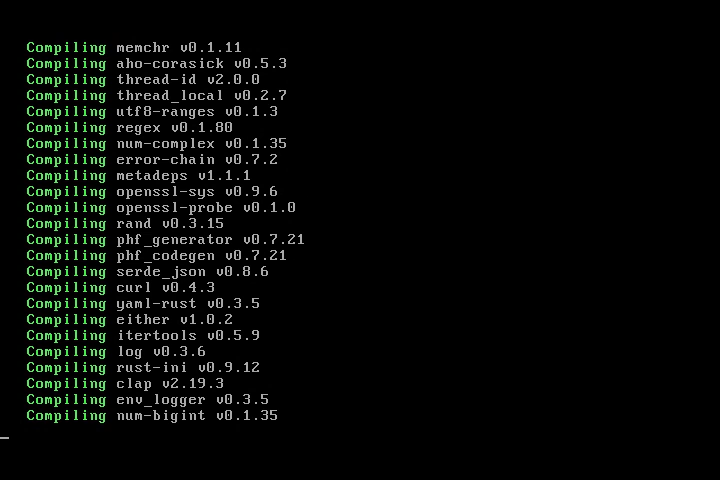 Compiling memchr v0.1.11
Compiling aho-corasick v0.5.3
Compiling thread-id v2.0.0
Compiling thread_local v0.2.7
Compiling utf8-ranges v0.1.3
Compiling regex v0.1.80
Compiling num-complex v0.1.35
Compiling error-chain v0.7.2
Compiling metadeps v1.1.1
Compiling openssl-sys v0.9.6
Compiling openssl-probe v0.1.0
Compiling rand v0.3.15
Compiling phf_generator v0.7.21
Compiling phf_codegen v0.7.21
Compiling serde_json v0.8.6
Compiling curl v0.4.3
Compiling yaml-rust v0.3.5
Compiling either v1.0.2
Compiling itertools v0.5.9
Compiling log v0.3.6
Compiling rust-ini v0.9.12
Compiling clap v2.19.3
Compiling env_logger v0.3.5
Compiling num-bigint v0.1.35